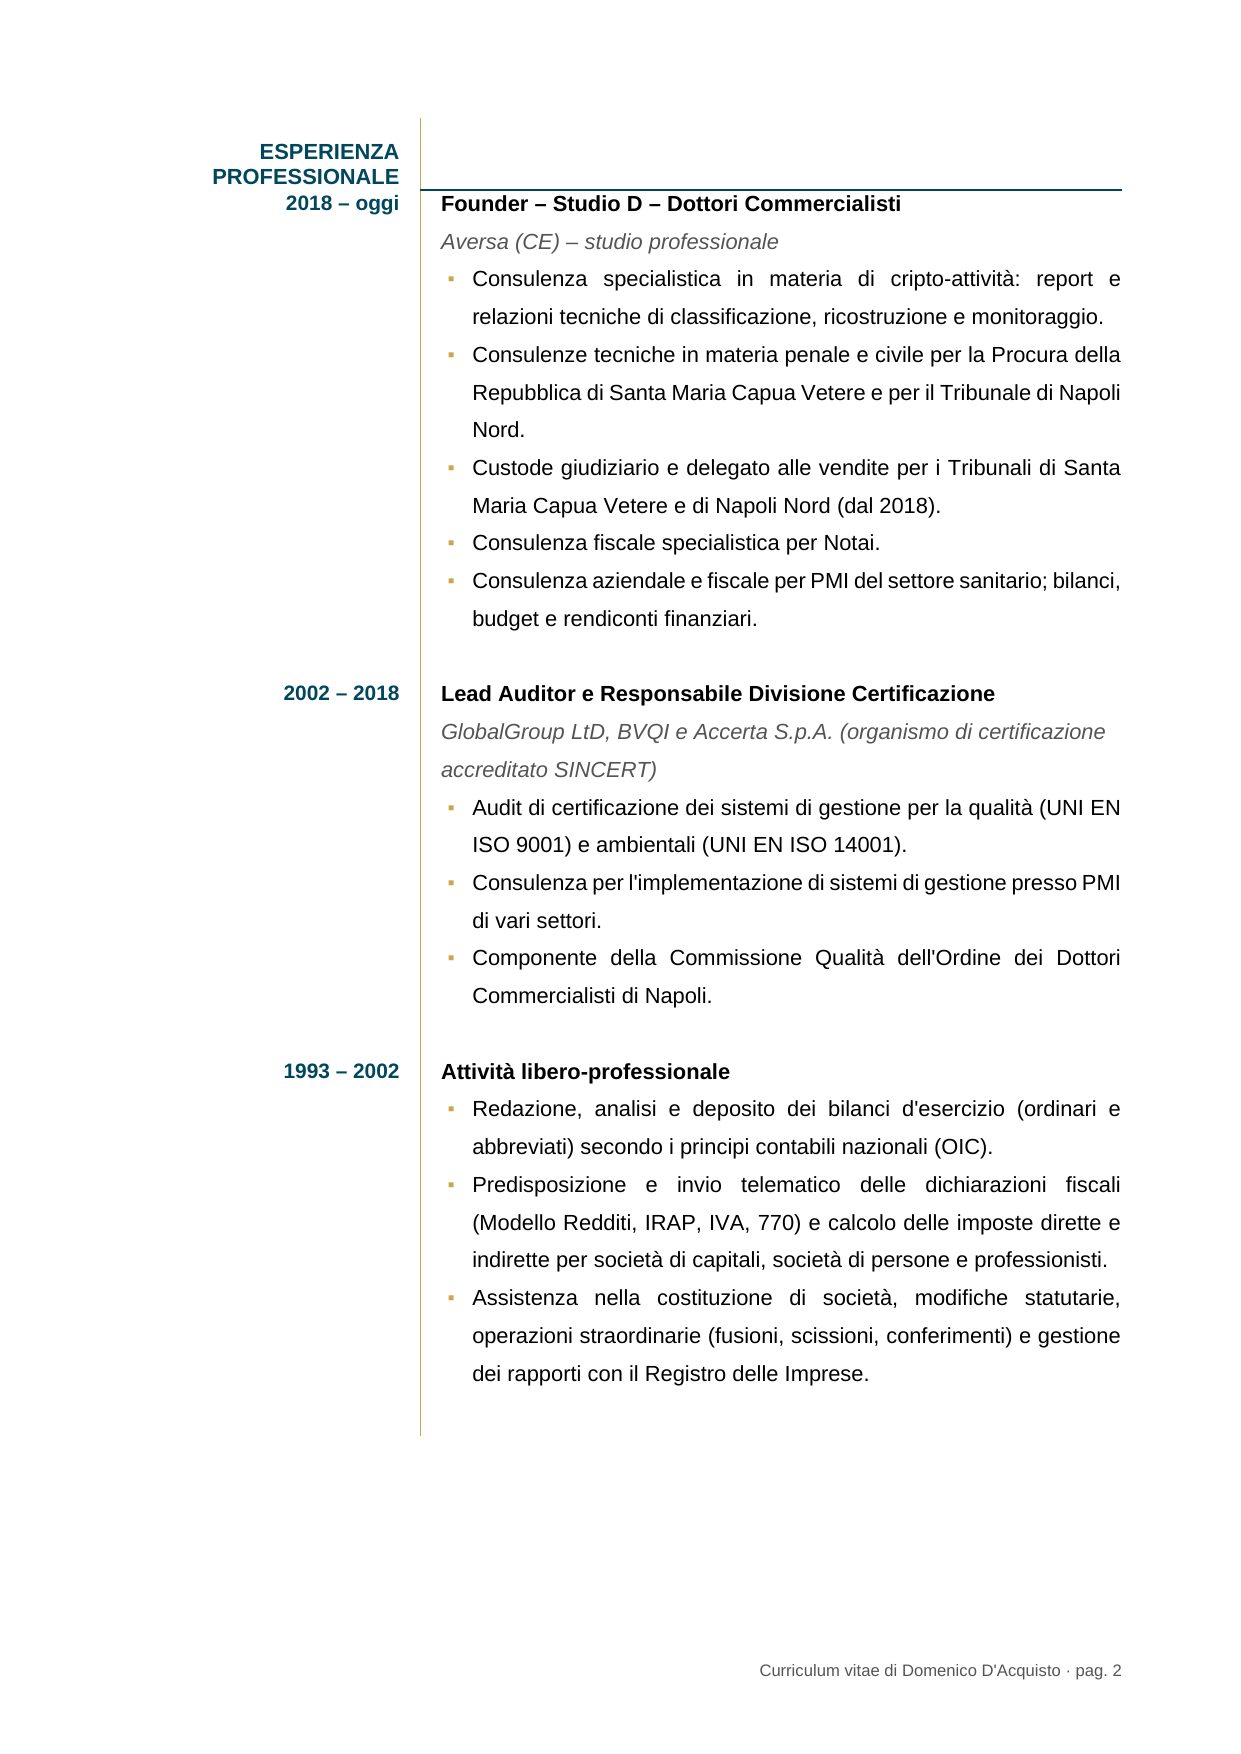 ESPERIENZA
PROFESSIONALE
2018 – oggi
Founder – Studio D – Dottori Commercialisti
Aversa (CE) – studio professionale
▪ Consulenza specialistica in materia di cripto-attività: report e
relazioni tecniche di classificazione, ricostruzione e monitoraggio.
▪ Consulenze tecniche in materia penale e civile per la Procura della
Repubblica di Santa Maria Capua Vetere e per il Tribunale di Napoli
Nord.
▪ Custode giudiziario e delegato alle vendite per i Tribunali di Santa
Maria Capua Vetere e di Napoli Nord (dal 2018).
▪ Consulenza fiscale specialistica per Notai.
▪ Consulenza aziendale e fiscale per PMI del settore sanitario; bilanci,
budget e rendiconti finanziari.
2002 – 2018
Lead Auditor e Responsabile Divisione Certificazione
GlobalGroup LtD, BVQI e Accerta S.p.A. (organismo di certificazione
accreditato SINCERT)
▪ Audit di certificazione dei sistemi di gestione per la qualità (UNI EN
ISO 9001) e ambientali (UNI EN ISO 14001).
▪ Consulenza per l'implementazione di sistemi di gestione presso PMI
di vari settori.
▪ Componente della Commissione Qualità dell'Ordine dei Dottori
Commercialisti di Napoli.
1993 – 2002
Attività libero-professionale
▪ Redazione, analisi e deposito dei bilanci d'esercizio (ordinari e
abbreviati) secondo i principi contabili nazionali (OIC).
▪ Predisposizione e invio telematico delle dichiarazioni fiscali
(Modello Redditi, IRAP, IVA, 770) e calcolo delle imposte dirette e
indirette per società di capitali, società di persone e professionisti.
▪ Assistenza nella costituzione di società, modifiche statutarie,
operazioni straordinarie (fusioni, scissioni, conferimenti) e gestione
dei rapporti con il Registro delle Imprese.
Curriculum vitae di Domenico D'Acquisto · pag. 2